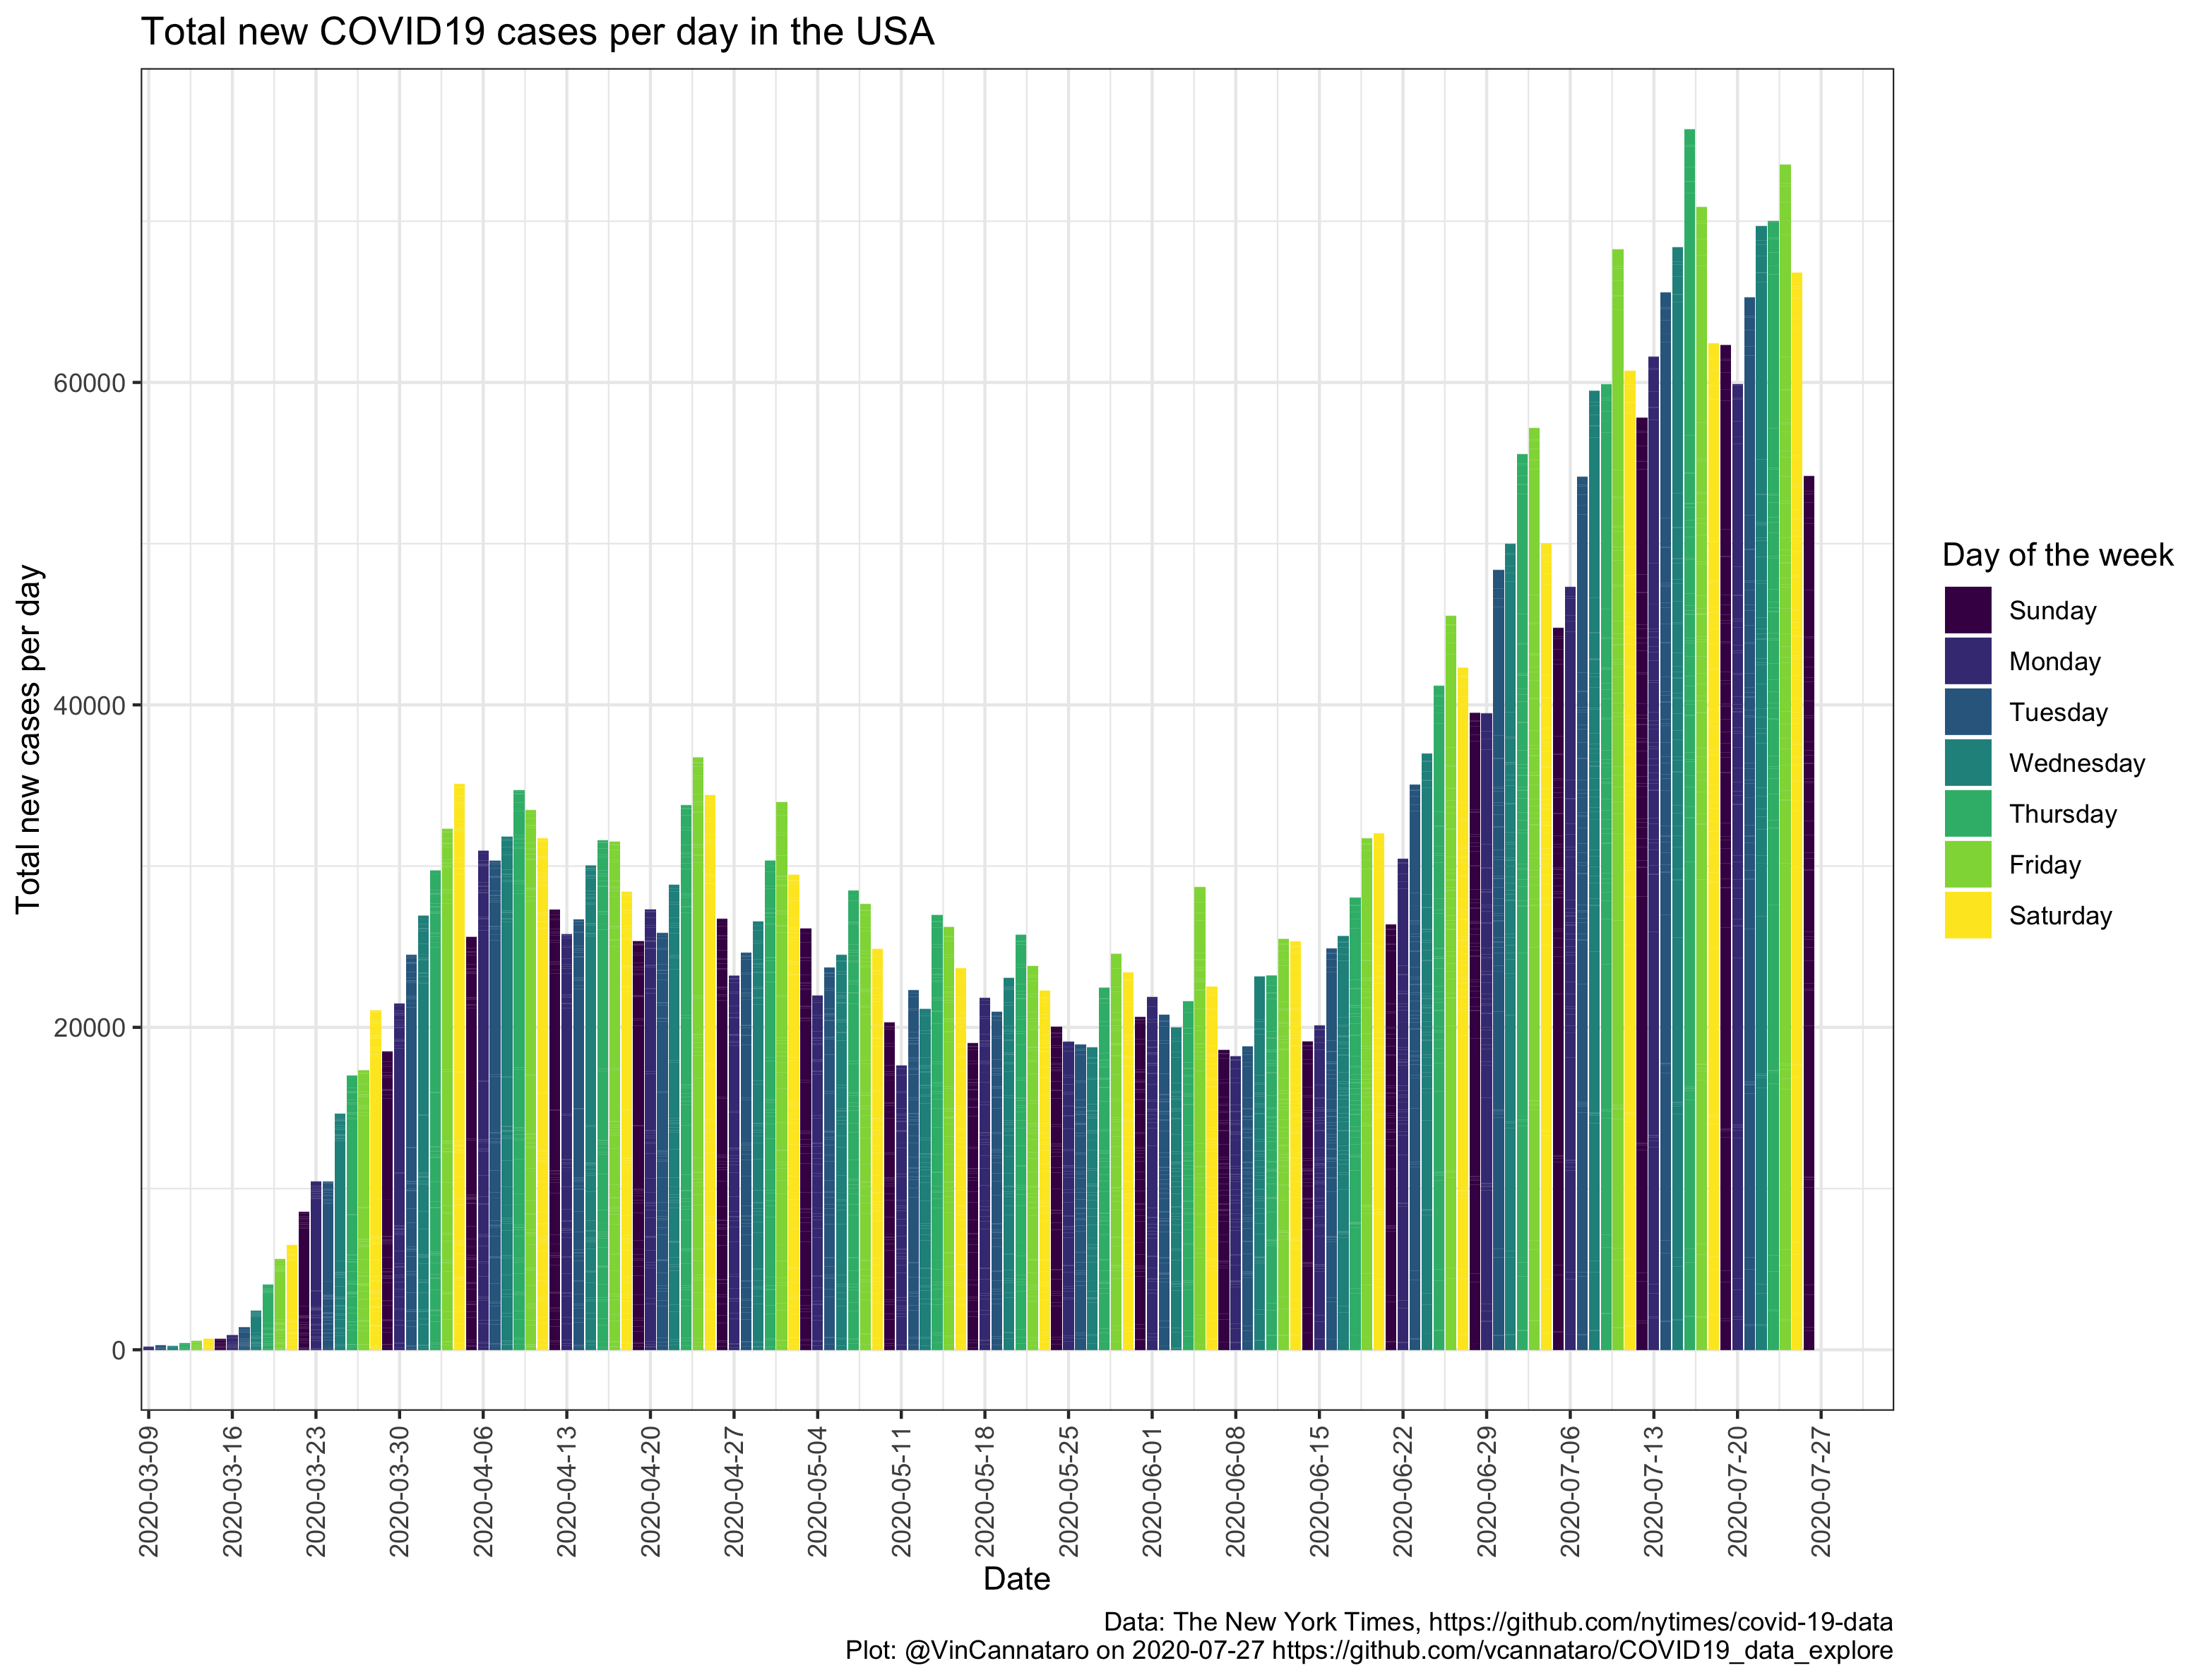 Total new COVID19 cases per day in the USA
Total new cases per day
60000
40000
20000
0
2020-03-09
2020-03-16
2020-03-23
2020-03-30
2020-04-06
2020-04-13
2020-04-20
2020-04-27
2020-05-04
2020-05-11
2020-05-18
2020-05-25
2020-06-01
2020-06-08
2020-06-15
2020-06-22
2020-06-29
2020-07-06
2020-07-13
2020-07-20
2020-07-27
Date
Day of the week
Sunday
Monday
Tuesday
Wednesday
Thursday
Friday
Saturday
Data: The New York Times, https://github.com/nytimes/covid-19-data
Plot: @VinCannataro on 2020-07-27 https://github.com/vcannataro/COVID19_data_explore